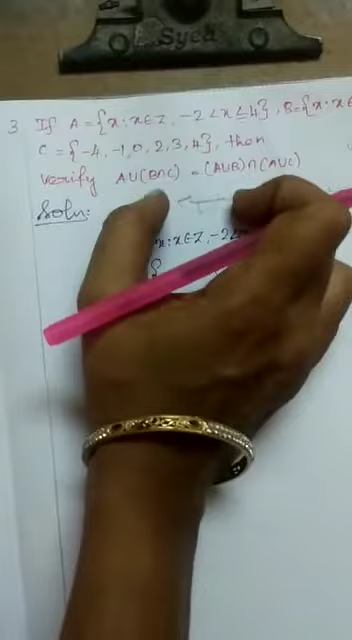 Syed
3 If A = {x : x ∈ Z, -2 < x ≤ 4}, B = {x : x ∈
C = {-4, -1, 0, 2, 3, 4}, then
verify A∪(B∩C) = (A∪B)∩(A∪C)
Soln:
x : x ∈ Z, -2 <